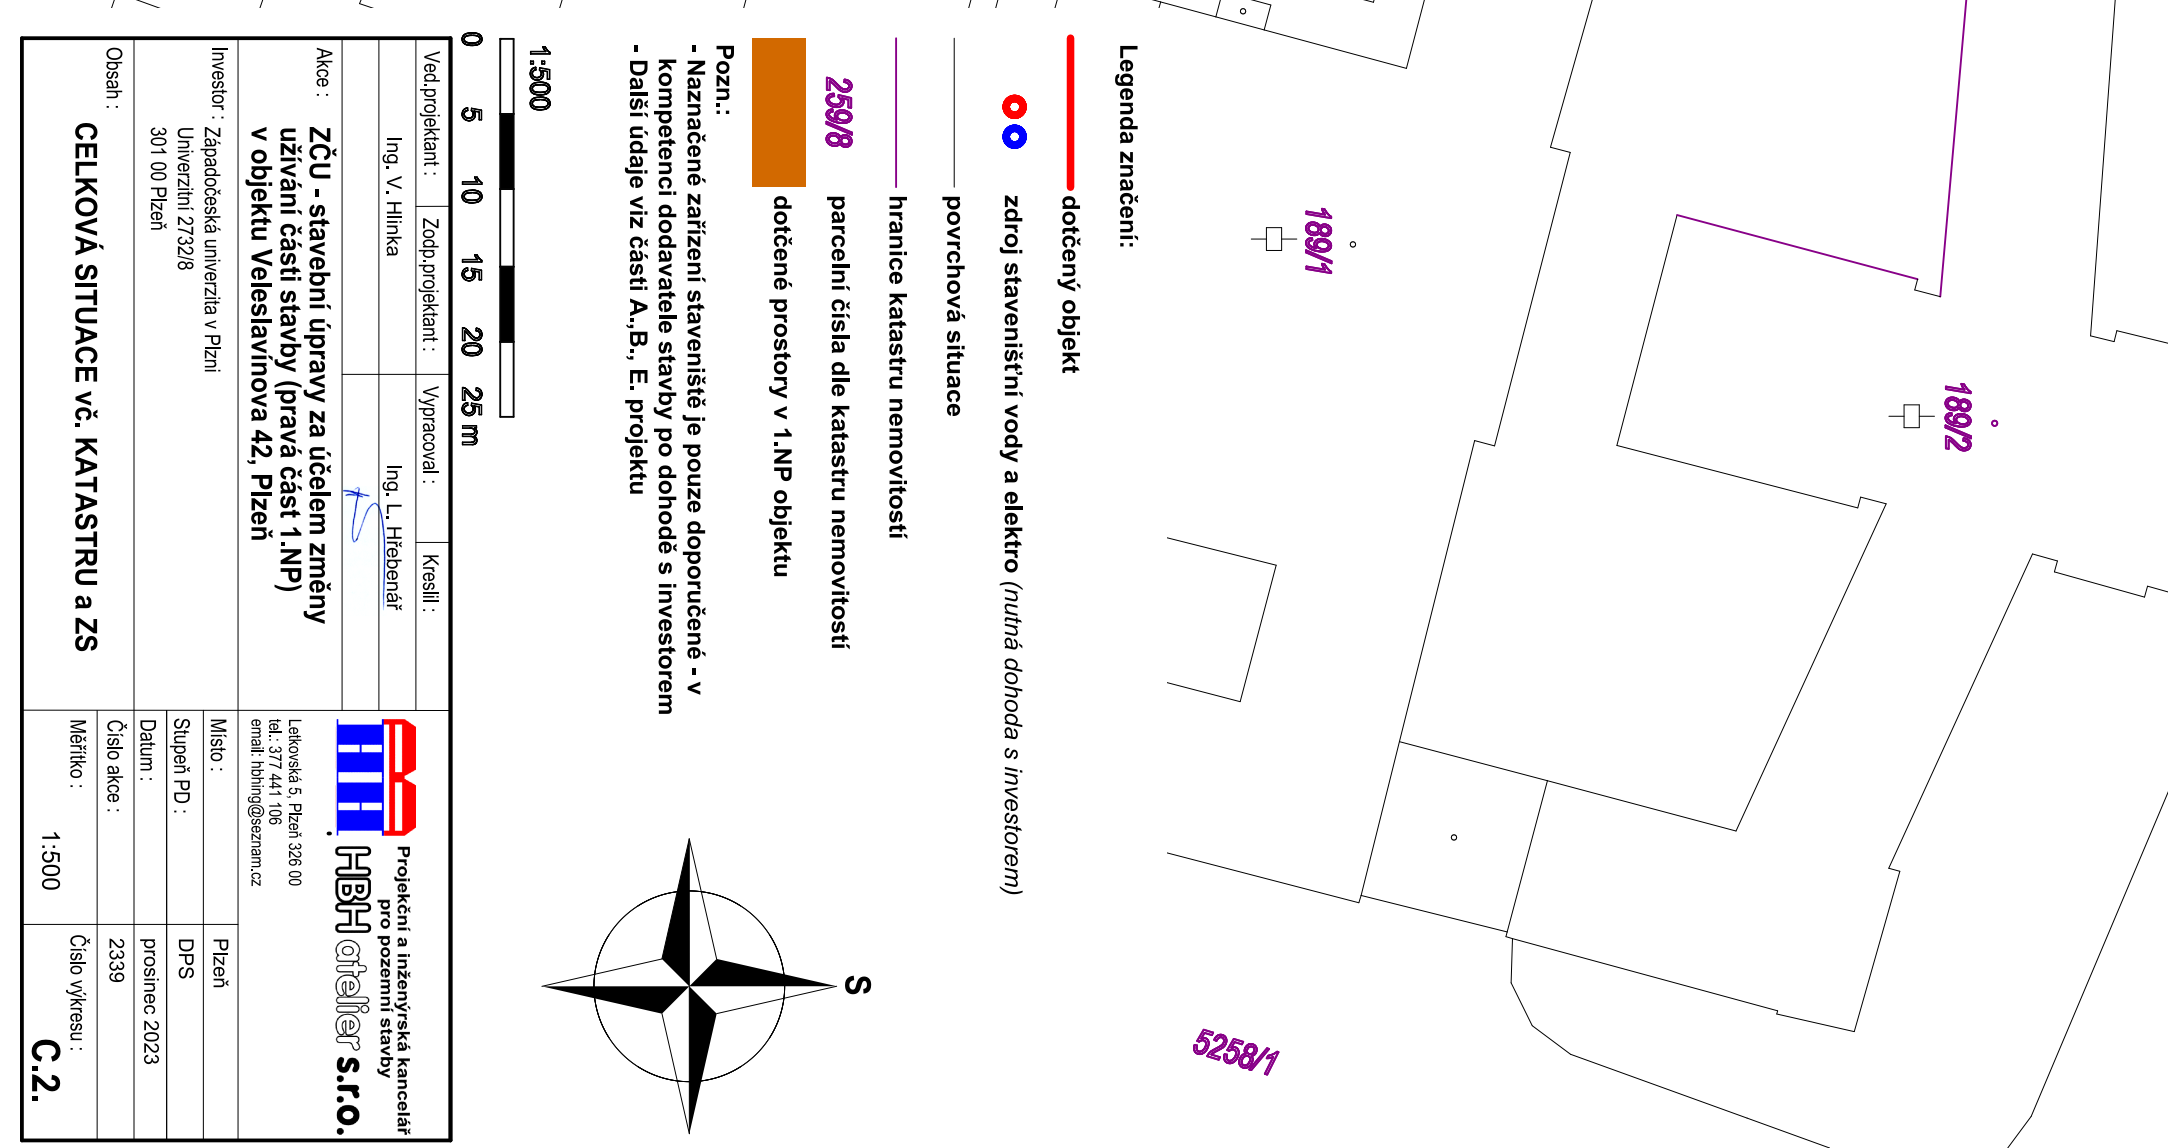 Legenda značení:
dotčený objekt
zdroj staveništní vody a elektro (nutná dohoda s investorem)
povrchová situace
hranice katastru nemovitostí
259/8 parcelní čísla dle katastru nemovitostí
dotčené prostory v 1.NP objektu
Pozn.:
- Naznačené zařízení staveniště je pouze doporučené - v
kompetenci dodavatele stavby po dohodě s investorem
- Další údaje viz části A.,B., E. projektu
1:500
0 5 10 15 20 25 m
S
189/1
189/2
5258/1
Ved.projektant :
Zodp.projektant :
Vypracoval :
Kreslil :
Ing. V. Hlinka
Ing. L. Hřebenář
Akce :
ZČU - stavební úpravy za účelem změny
užívání části stavby (pravá část 1.NP)
v objektu Veleslavínova 42, Plzeň
Investor :
Západočeská univerzita v Plzni
Univerzitní 2732/8
301 00 Plzeň
Obsah :
CELKOVÁ SITUACE vč. KATASTRU a ZS
Projekční a inženýrská kancelář
pro pozemní stavby
HBH atelier s.r.o.
Letkovská 5, Plzeň 326 00
tel.: 377 441 106
email: hbhing@seznam.cz
Místo : Plzeň
Stupeň PD : DPS
Datum : prosinec 2023
Číslo akce : 2339
Měřítko :
1:500
Číslo výkresu :
C.2.